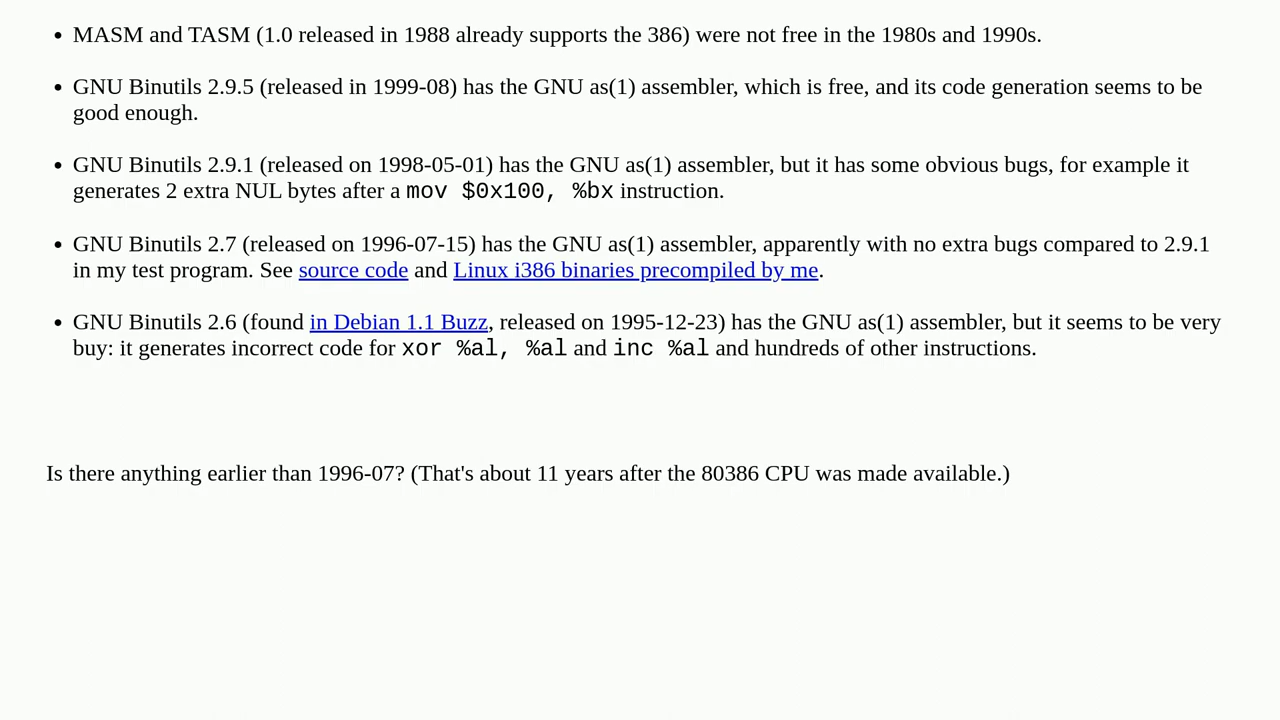 • MASM and TASM (1.0 released in 1988 already supports the 386) were not free in the 1980s and 1990s.
• GNU Binutils 2.9.5 (released in 1999-08) has the GNU as(1) assembler, which is free, and its code generation seems to be
good enough.
• GNU Binutils 2.9.1 (released on 1998-05-01) has the GNU as(1) assembler, but it has some obvious bugs, for example it
generates 2 extra NUL bytes after a mov $0x100, %bx instruction.
• GNU Binutils 2.7 (released on 1996-07-15) has the GNU as(1) assembler, apparently with no extra bugs compared to 2.9.1
in my test program. See source code and Linux i386 binaries precompiled by me.
• GNU Binutils 2.6 (found in Debian 1.1 Buzz, released on 1995-12-23) has the GNU as(1) assembler, but it seems to be very
buy: it generates incorrect code for xor %al, %al and inc %al and hundreds of other instructions.
Is there anything earlier than 1996-07? (That's about 11 years after the 80386 CPU was made available.)